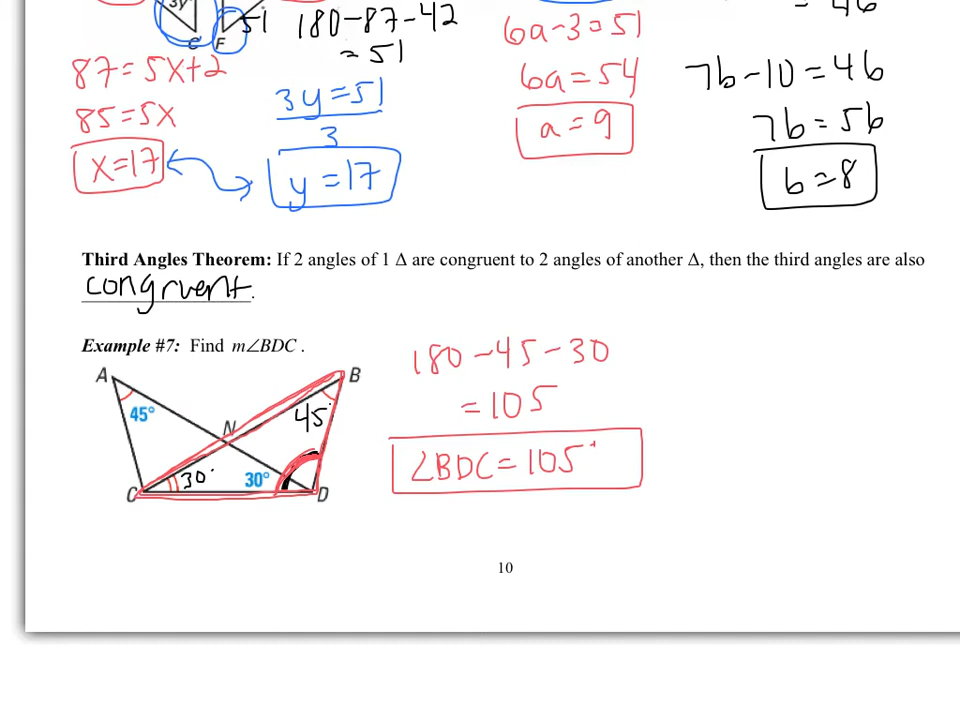 3y
C F 51 180-87-42
= 51
6a-3=51
= 46
87=5x+2
85=5x
x=17
3y=51
3
y=17
6a=54
a=9
7b-10=46
7b=56
b=8
Third Angles Theorem: If 2 angles of 1 Δ are congruent to 2 angles of another Δ, then the third angles are also
congruent.
Example #7: Find m∠BDC.
A B
45° 45°
N
30° 30°
C D
180-45-30
=105
∠BDC=105°
10